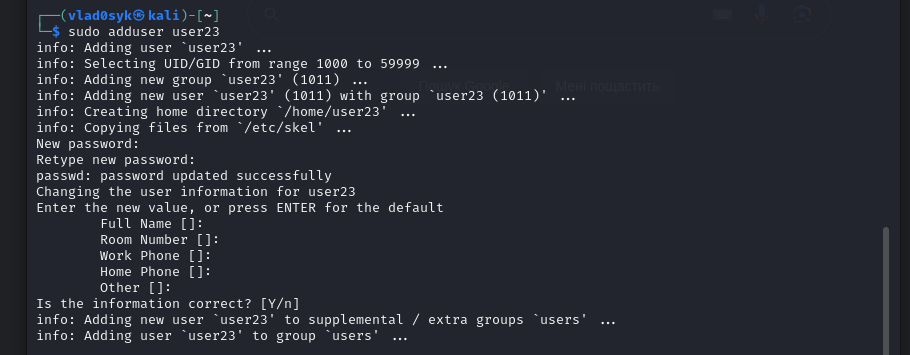 ┌──(vlad0syk㉿kali)-[~]
└─$ sudo adduser user23
info: Adding user `user23' ...
info: Selecting UID/GID from range 1000 to 59999 ...
info: Adding new group `user23' (1011) ...
info: Adding new user `user23' (1011) with group `user23 (1011)' ...
info: Creating home directory `/home/user23' ...
info: Copying files from `/etc/skel' ...
New password:
Retype new password:
passwd: password updated successfully
Changing the user information for user23
Enter the new value, or press ENTER for the default
Full Name []:
Room Number []:
Work Phone []:
Home Phone []:
Other []:
Is the information correct? [Y/n]
info: Adding new user `user23' to supplemental / extra groups `users' ...
info: Adding user `user23' to group `users' ...
Мені пощастить